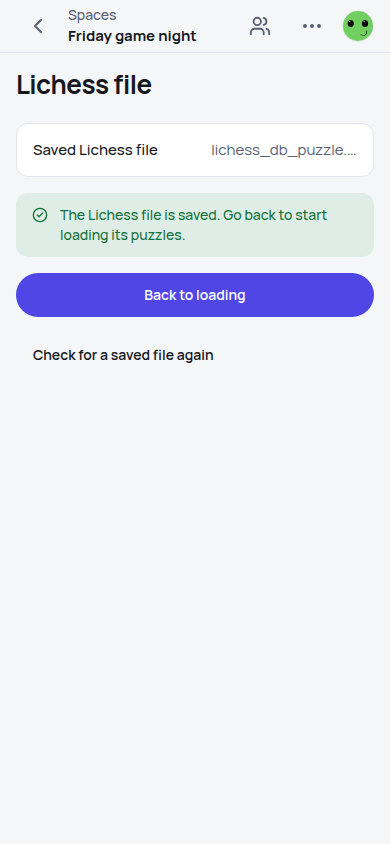 Spaces
Friday game night
Lichess file
Saved Lichess file
lichess_db_puzzle....
The Lichess file is saved. Go back to start
loading its puzzles.
Back to loading
Check for a saved file again